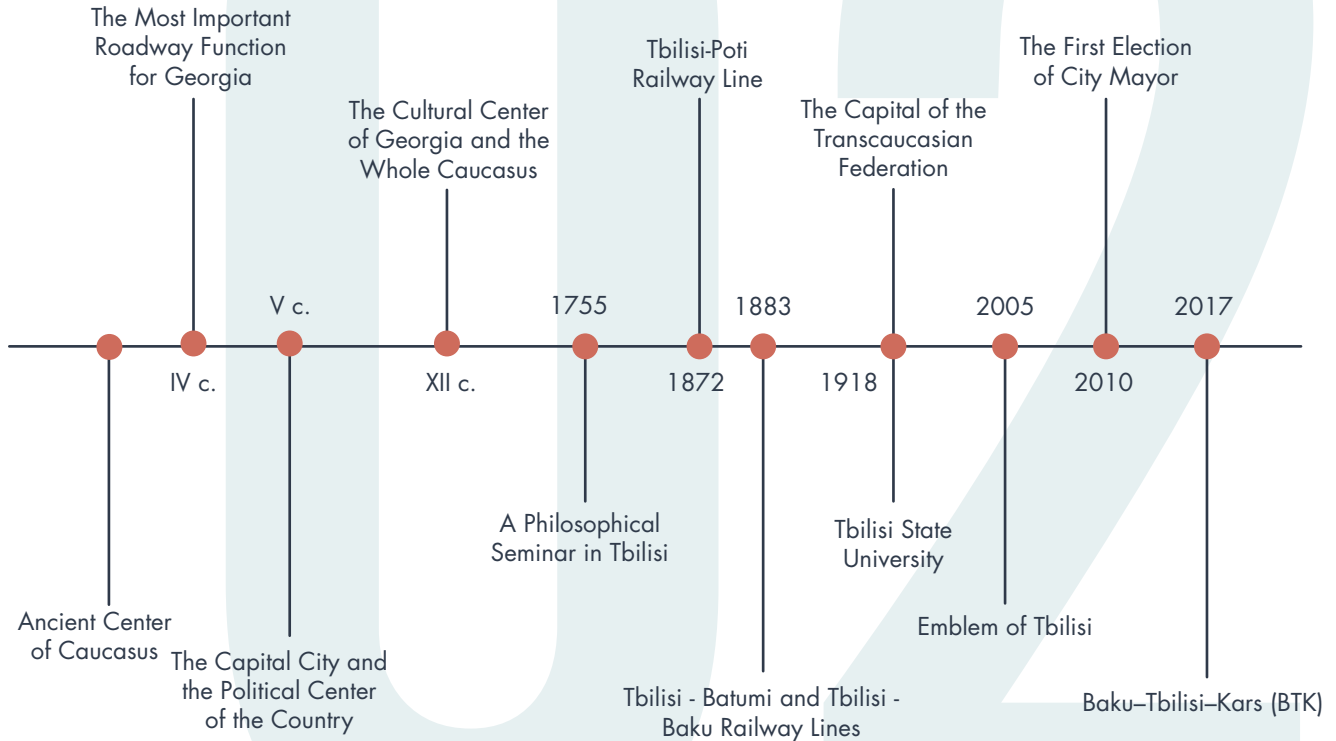 The Most Important
Roadway Function
for Georgia
The Cultural Center
of Georgia and the
Whole Caucasus
Tbilisi-Poti
Railway Line
The Capital of the
Transcaucasian
Federation
The First Election
of City Mayor
V c.
1755
1883
2005
2017
IV c.
XII c.
1872
1918
2010
Ancient Center
of Caucasus
The Capital City and
the Political Center
of the Country
A Philosophical
Seminar in Tbilisi
Tbilisi - Batumi and Tbilisi -
Baku Railway Lines
Tbilisi State
University
Emblem of Tbilisi
Baku–Tbilisi–Kars (BTK)
02